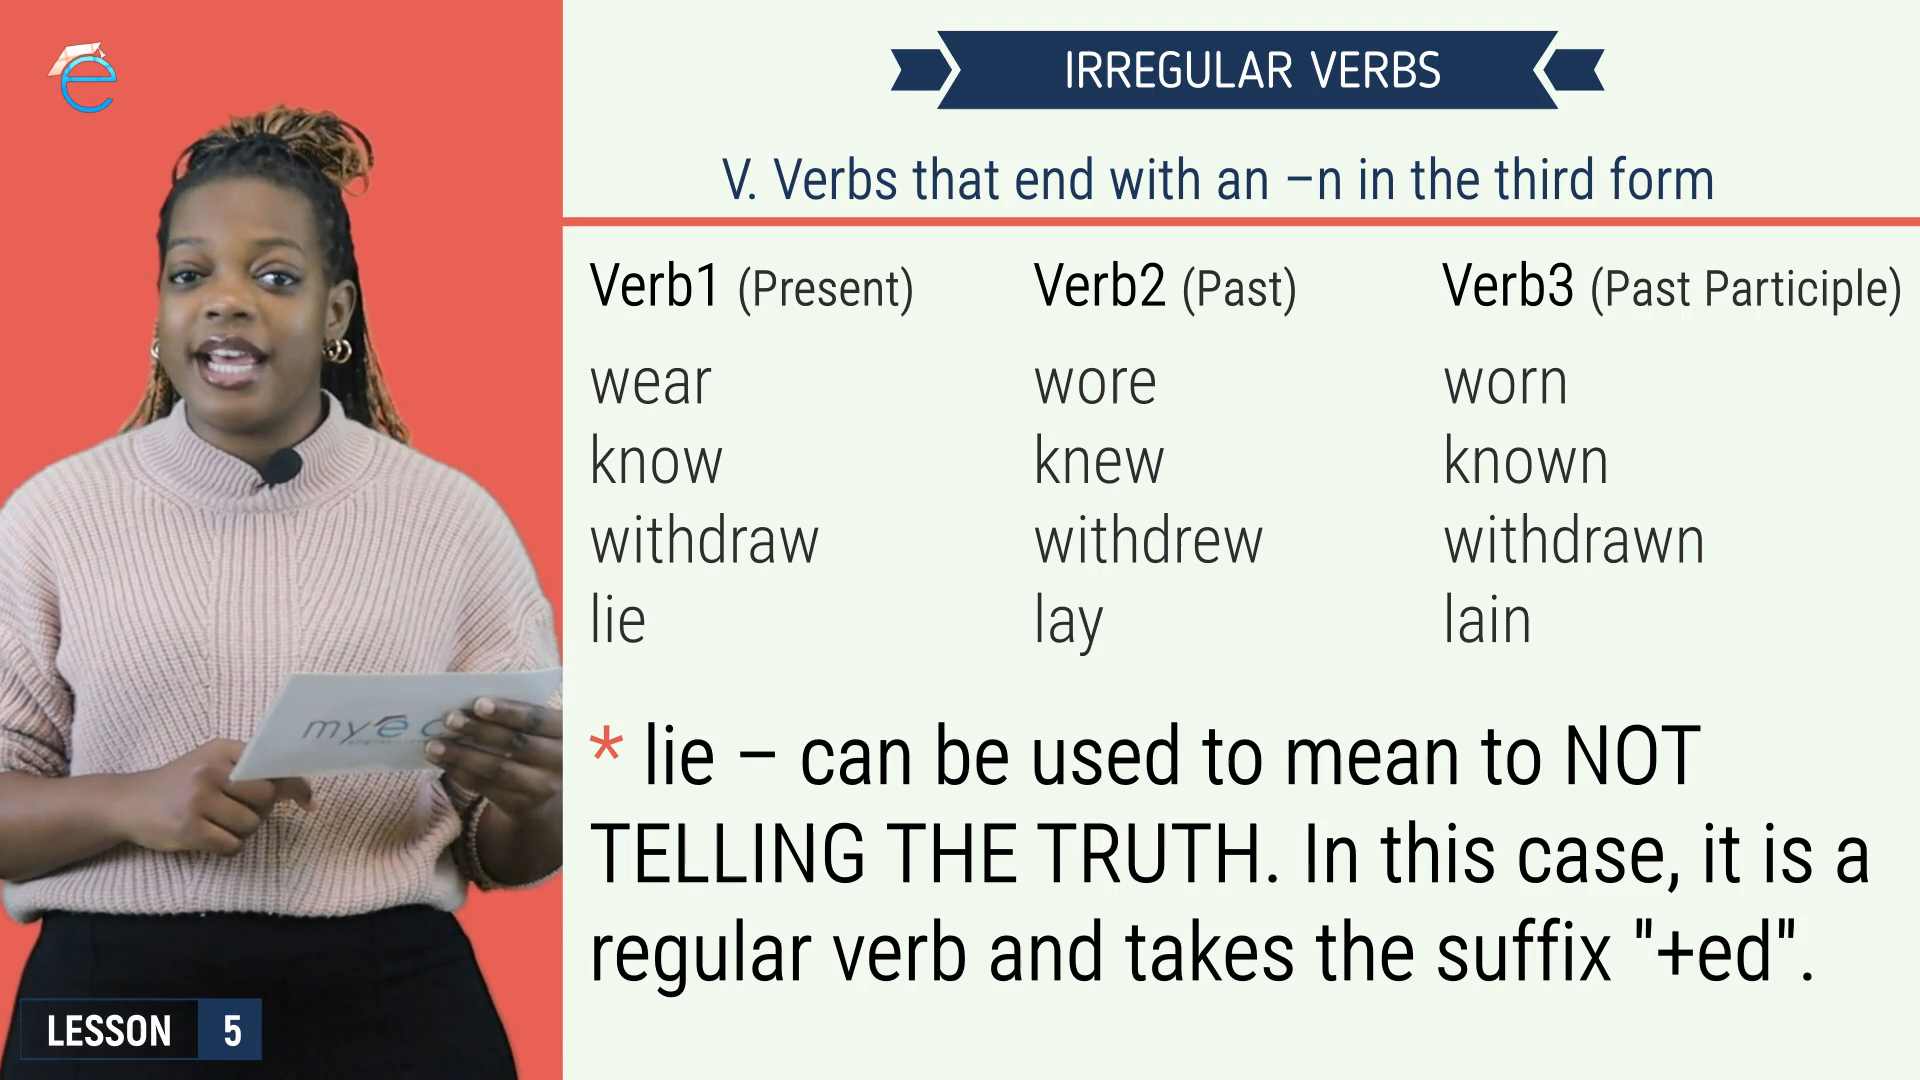 e
IRREGULAR VERBS
V. Verbs that end with an –n in the third form
Verb1 (Present) Verb2 (Past) Verb3 (Past Participle)
wear wore worn
know knew known
withdraw withdrew withdrawn
lie lay lain
* lie – can be used to mean to NOT
TELLING THE TRUTH. In this case, it is a
regular verb and takes the suffix "+ed".
my e
LESSON 5